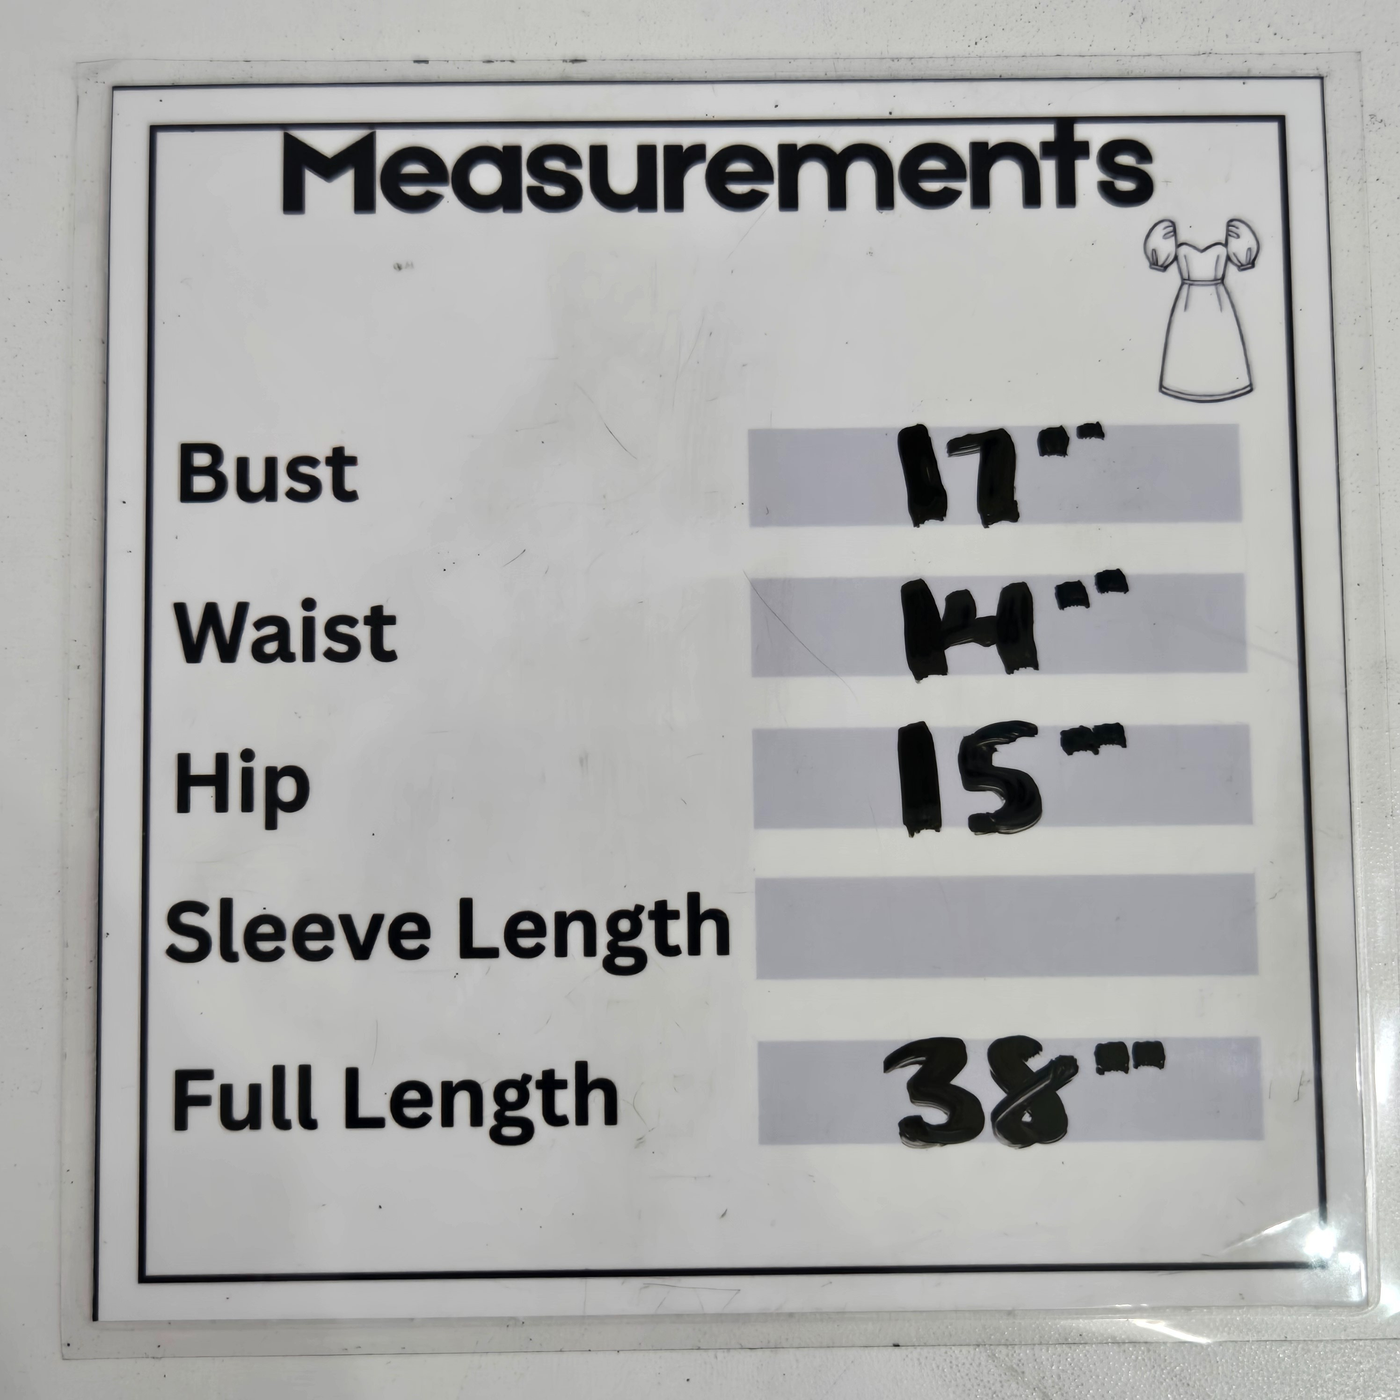 Measurements
Bust 17"
Waist 14"
Hip 15"
Sleeve Length
Full Length 38"